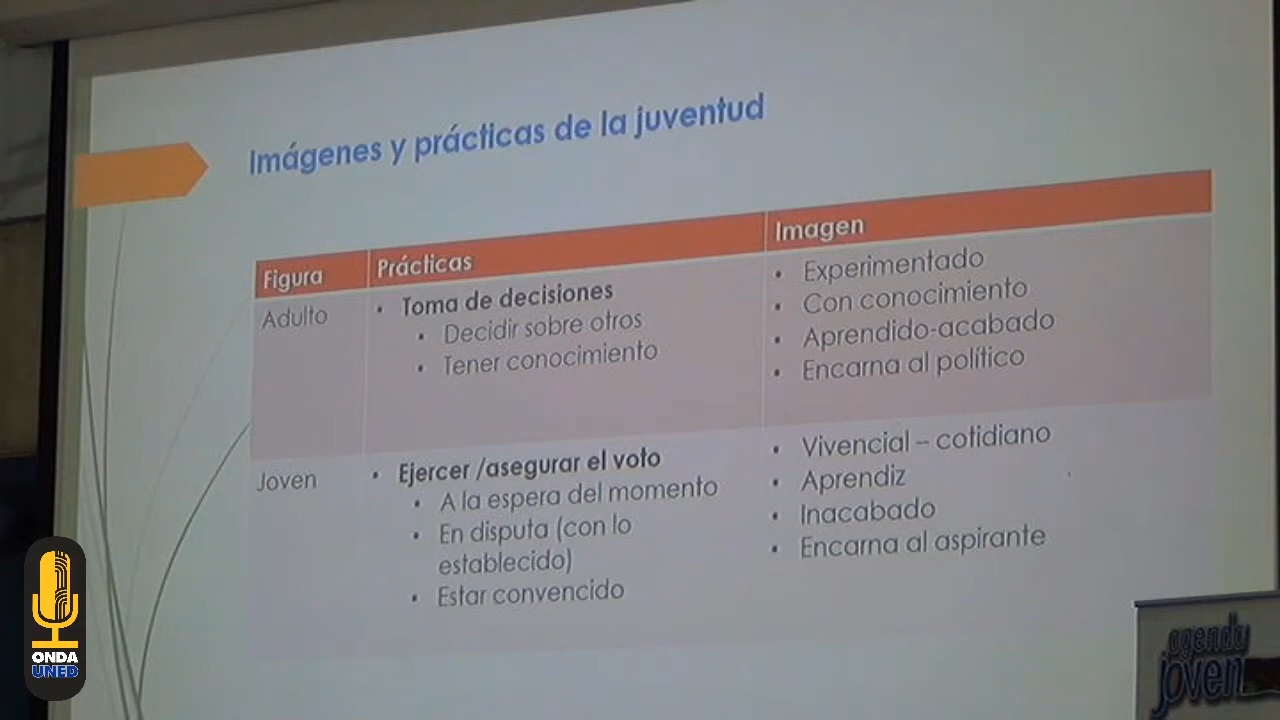 Imágenes y prácticas de la juventud
Figura
Prácticas
Imagen
Adulto
• Toma de decisiones
• Decidir sobre otros
• Tener conocimiento
• Experimentado
• Con conocimiento
• Aprendido-acabado
• Encarna al político
Joven
• Ejercer /asegurar el voto
• A la espera del momento
• En disputa (con lo
establecido)
• Estar convencido
• Vivencial – cotidiano
• Aprendiz
• Inacabado
• Encarna al aspirante
ONDA
UNED
agenda
joven